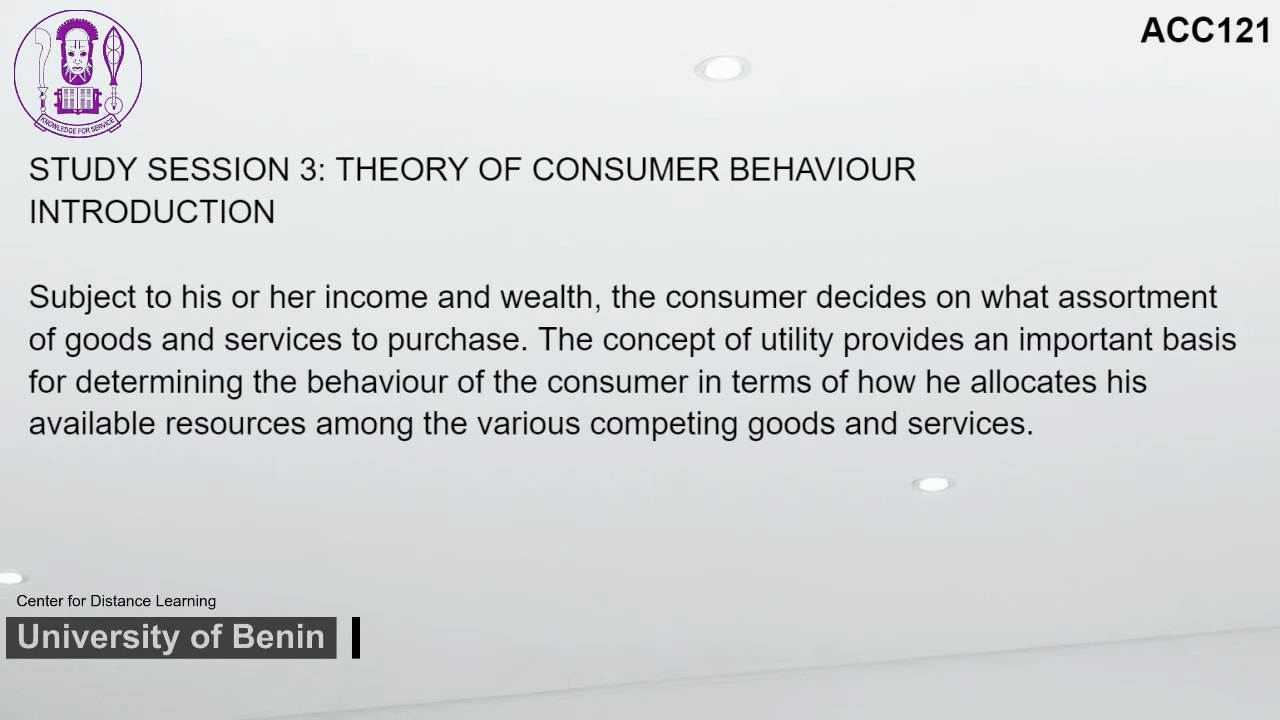 ACC121
KNOWLEDGE FOR SERVICE
STUDY SESSION 3: THEORY OF CONSUMER BEHAVIOUR
INTRODUCTION
Subject to his or her income and wealth, the consumer decides on what assortment
of goods and services to purchase. The concept of utility provides an important basis
for determining the behaviour of the consumer in terms of how he allocates his
available resources among the various competing goods and services.
Center for Distance Learning
University of Benin